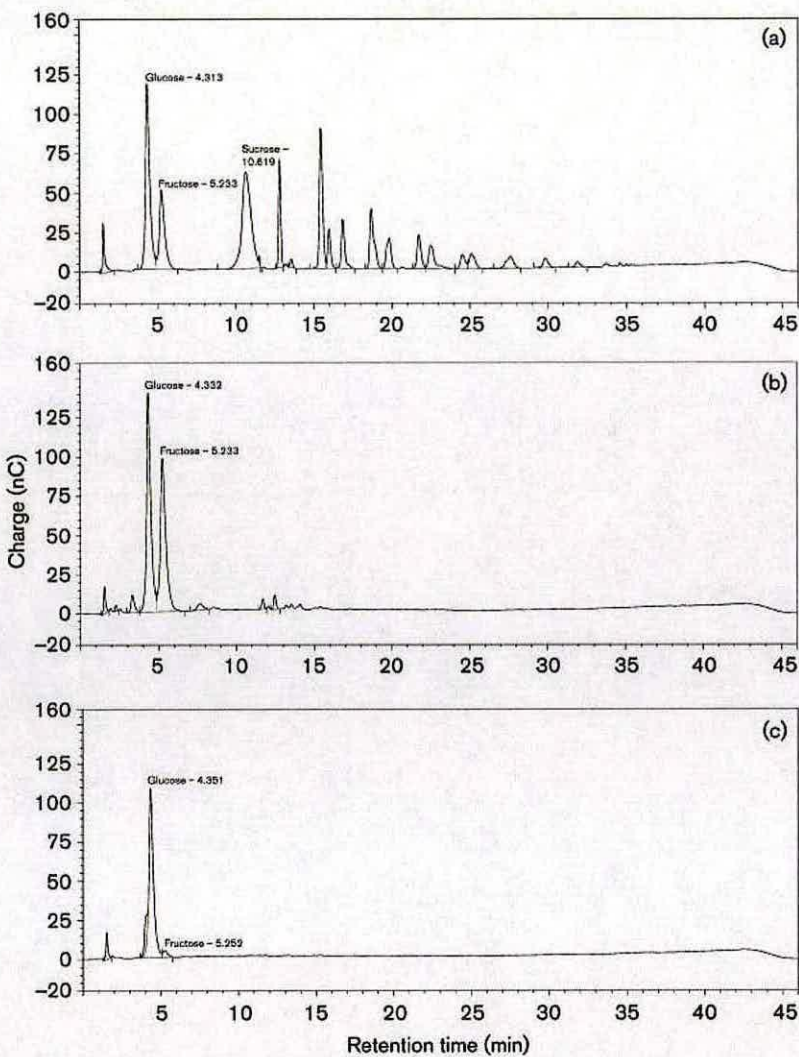 160
(a)
125
Glucose – 4.313
100
Sucrose –
75
10.619
Fructose – 5.233
50
25
0
−20
5 10 15 20 25 30 35 40 45
160
(b)
Glucose – 4.332
125
100
Fructose – 5.233
75
50
25
0
−20
5 10 15 20 25 30 35 40 45
Charge (nC)
160
(c)
125
Glucose – 4.351
100
75
50
25
Fructose – 5.252
0
−20
5 10 15 20 25 30 35 40 45
Retention time (min)